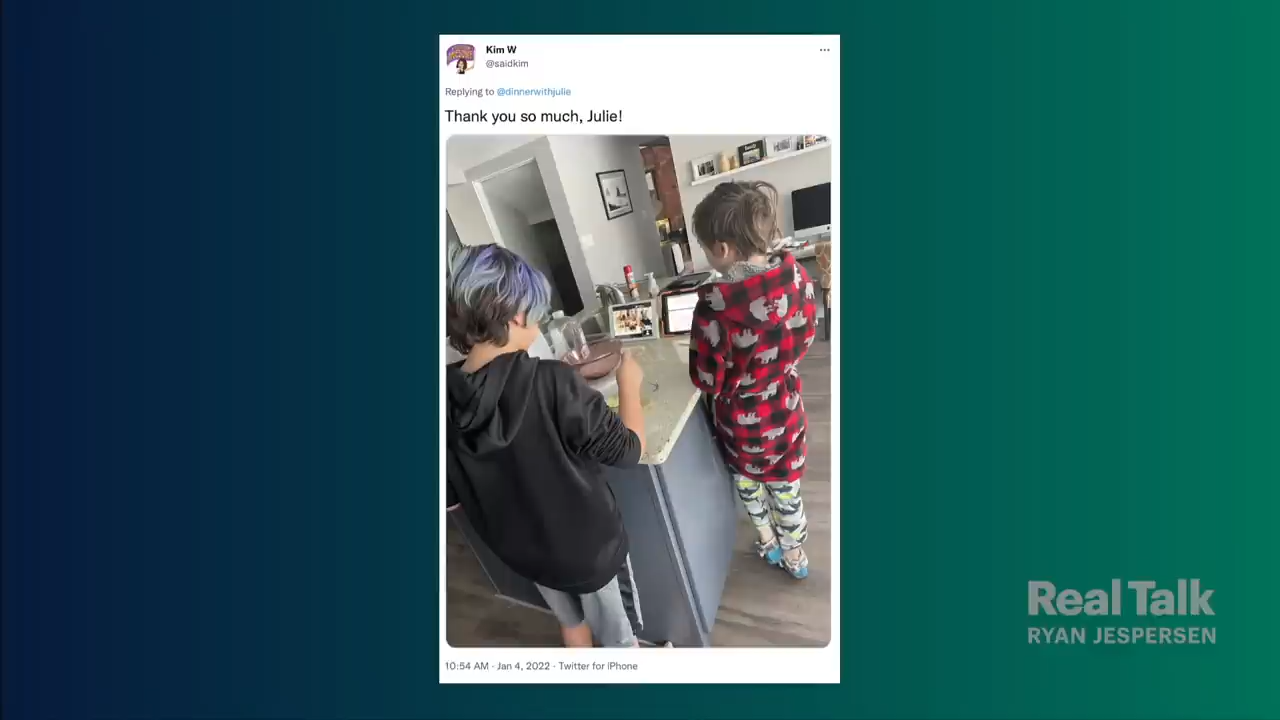 Kim W
@saidkim
Replying to @dinnerwithjulie
Thank you so much, Julie!
10:54 AM · Jan 4, 2022 · Twitter for iPhone
Real Talk
RYAN JESPERSEN